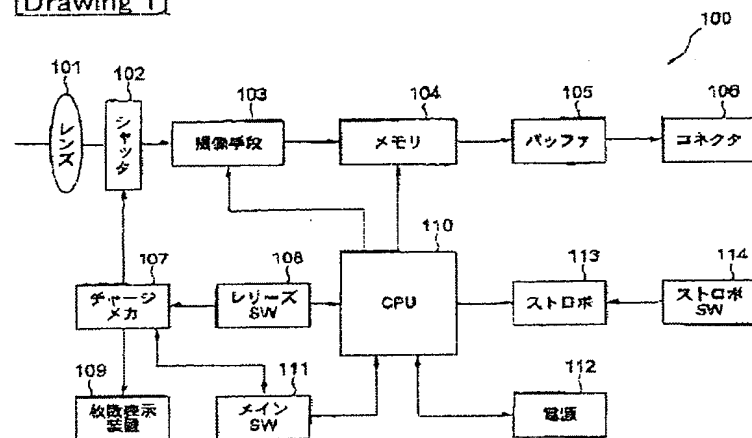 [Drawing 1]
100
101
102
103
104
105
106
レンズ
シャッタ
撮像手段
メモリ
バッファ
コネクタ
110
107
108
113
114
チャージ
メカ
レリーズ
SW
CPU
ストロボ
ストロボ
SW
109
111
112
枚数表示
装置
メイン
SW
電源